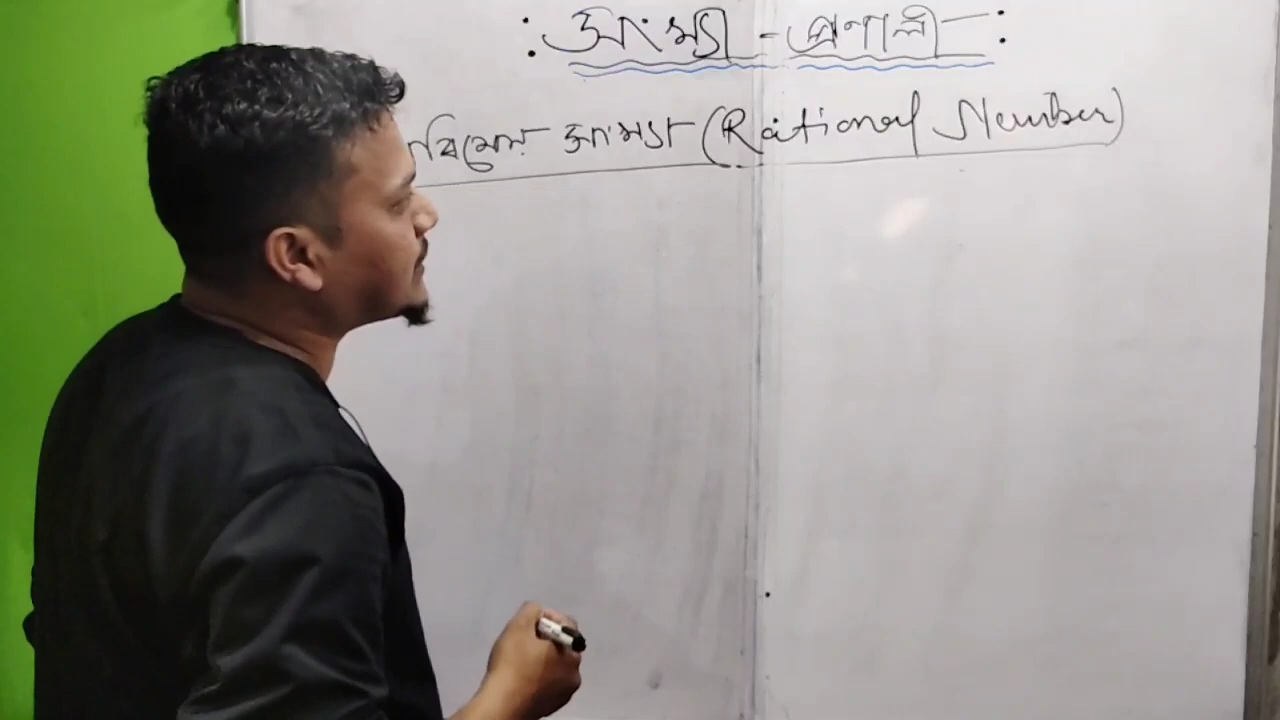 : সংখ্যা - প্রণালী :
সংখ্যা (Rational Number)